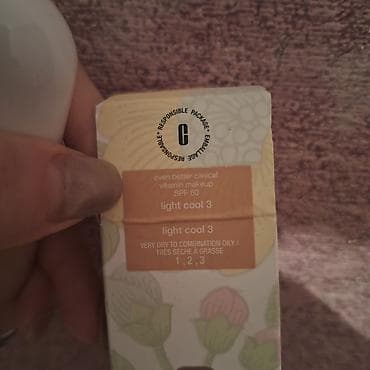 RESPONSIBLE PACKAGE* EMBALLAGE RESPONSABLE*
C
even better clinical
vitamin makeup
SPF 50
light cool 3
light cool 3
VERY DRY TO COMBINATION OILY /
TRÈS SÈCHE À GRASSE
1, 2, 3